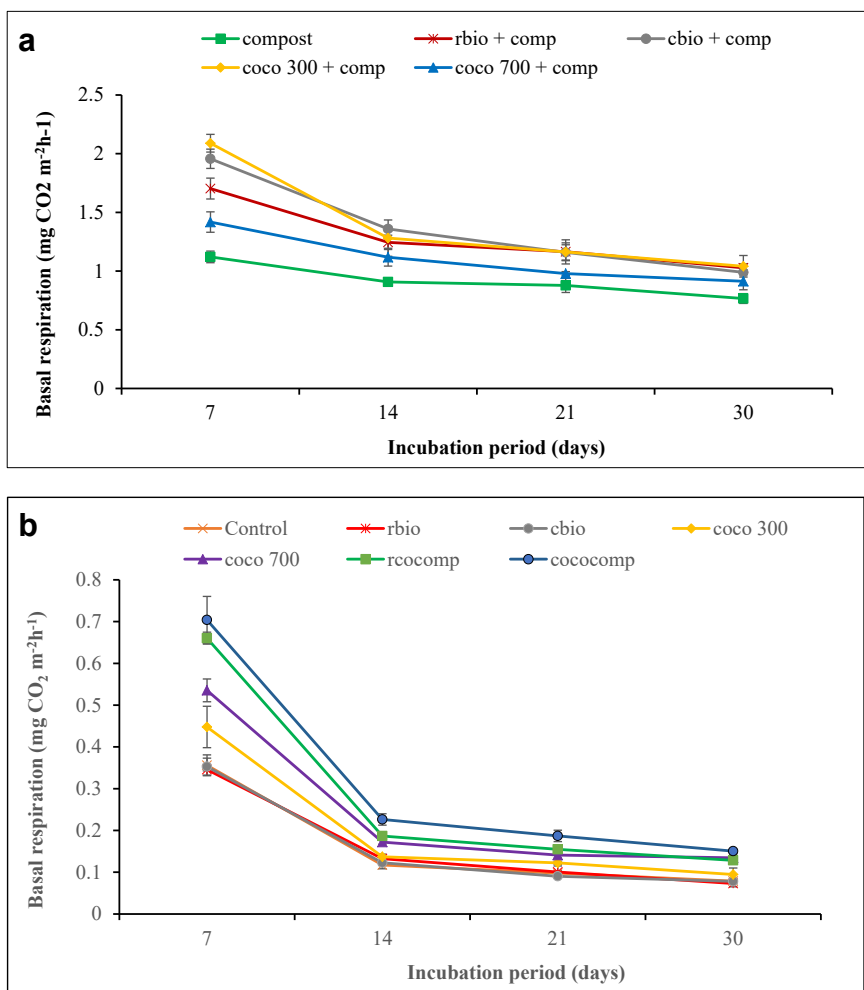 a
compost rbio + comp cbio + comp
coco 300 + comp coco 700 + comp
2.5
2
1.5
1
0.5
0
Basal respiration (mg CO2 m⁻²h-1)
7 14 21 30
Incubation period (days)
b
Control rbio cbio coco 300
coco 700 rcocomp cococomp
0.8
0.7
0.6
0.5
0.4
0.3
0.2
0.1
0
Basal respiration (mg CO₂ m⁻²h⁻¹)
7 14 21 30
Incubation period (days)